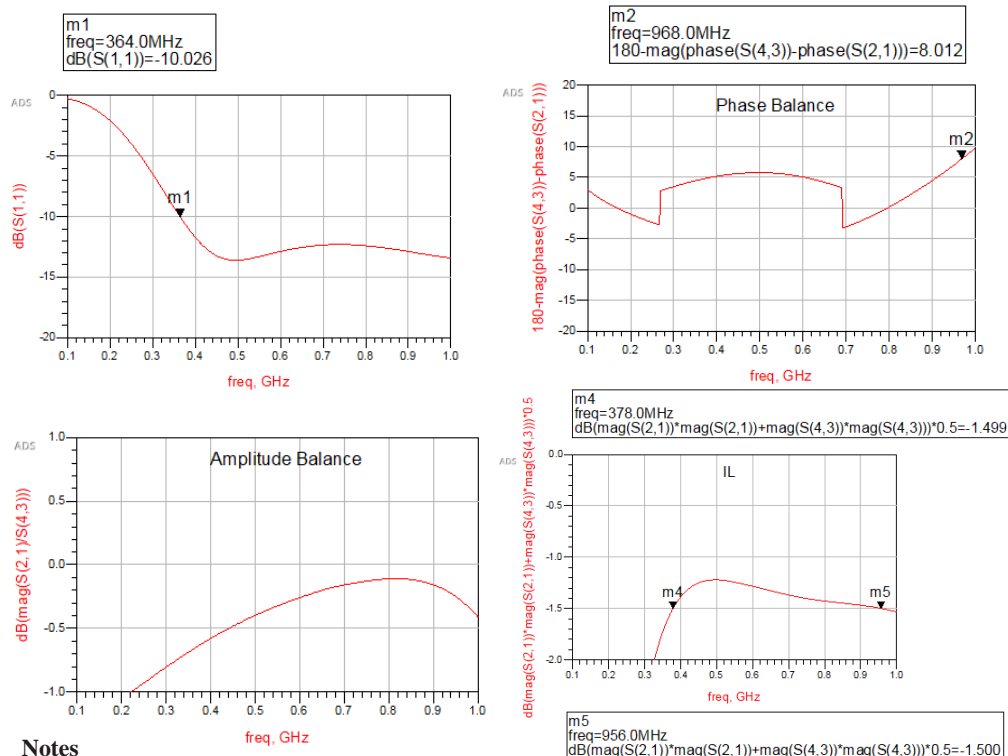 m1
freq=364.0MHz
dB(S(1,1))=-10.026
ADS
0
-5
-10
-15
-20
m1
dB(S(1,1))
0.1 0.2 0.3 0.4 0.5 0.6 0.7 0.8 0.9 1.0
freq, GHz
m2
freq=968.0MHz
180-mag(phase(S(4,3))-phase(S(2,1)))=8.012
ADS
Phase Balance
20
15
10
5
0
-5
-10
-15
-20
m2
180-mag(phase(S(4,3))-phase(S(2,1)))
0.1 0.2 0.3 0.4 0.5 0.6 0.7 0.8 0.9 1.0
freq, GHz
ADS
Amplitude Balance
1.0
0.5
0.0
-0.5
-1.0
dB(mag(S(2,1)/S(4,3)))
0.1 0.2 0.3 0.4 0.5 0.6 0.7 0.8 0.9 1.0
freq, GHz
m4
freq=378.0MHz
dB(mag(S(2,1))*mag(S(2,1))+mag(S(4,3))*mag(S(4,3)))*0.5=-1.499
ADS
IL
0.0
-0.5
-1.0
-1.5
-2.0
m4
m5
dB(mag(S(2,1))*mag(S(2,1))+mag(S(4,3))*mag(S(4,3)))*0.5
0.1 0.2 0.3 0.4 0.5 0.6 0.7 0.8 0.9 1.0
freq, GHz
m5
freq=956.0MHz
dB(mag(S(2,1))*mag(S(2,1))+mag(S(4,3))*mag(S(4,3)))*0.5=-1.500
Notes